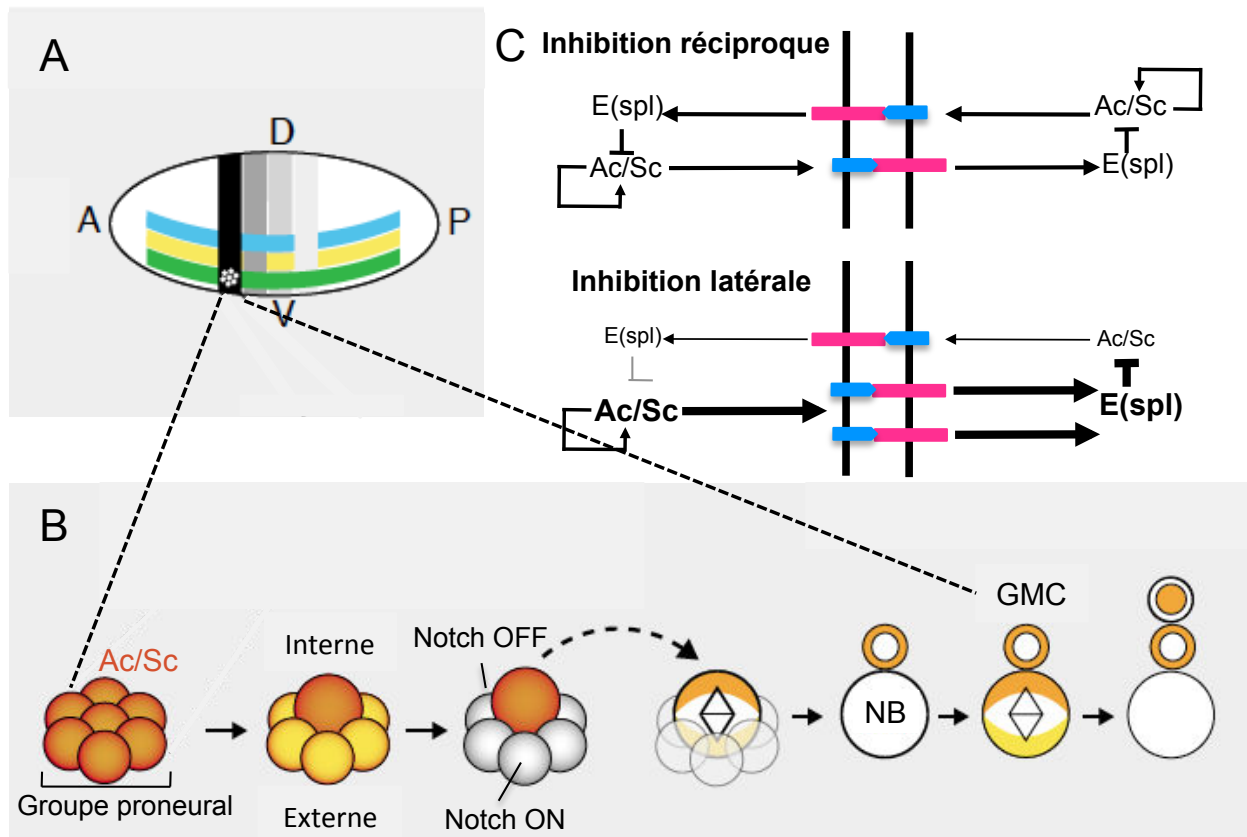 A
D
A
P
V
C
Inhibition réciproque
E(spl)
Ac/Sc
Ac/Sc
E(spl)
Inhibition latérale
E(spl)
Ac/Sc
Ac/Sc
E(spl)
B
Ac/Sc
Groupe proneural
Interne
Externe
Notch OFF
Notch ON
NB
GMC